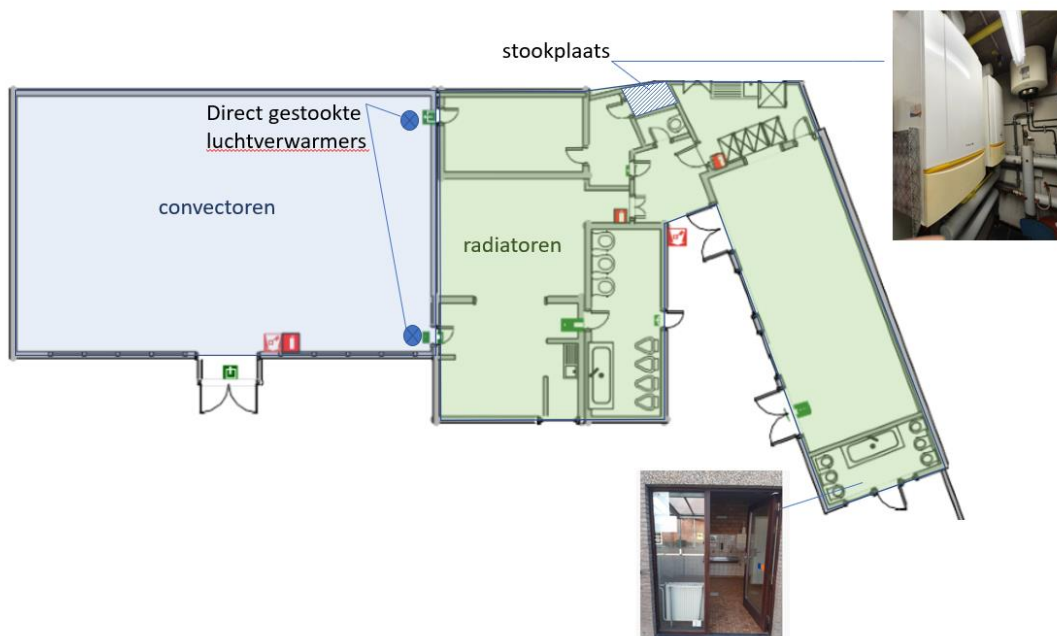 stookplaats
Direct gestookte
luchtverwarmers
convectoren
radiatoren